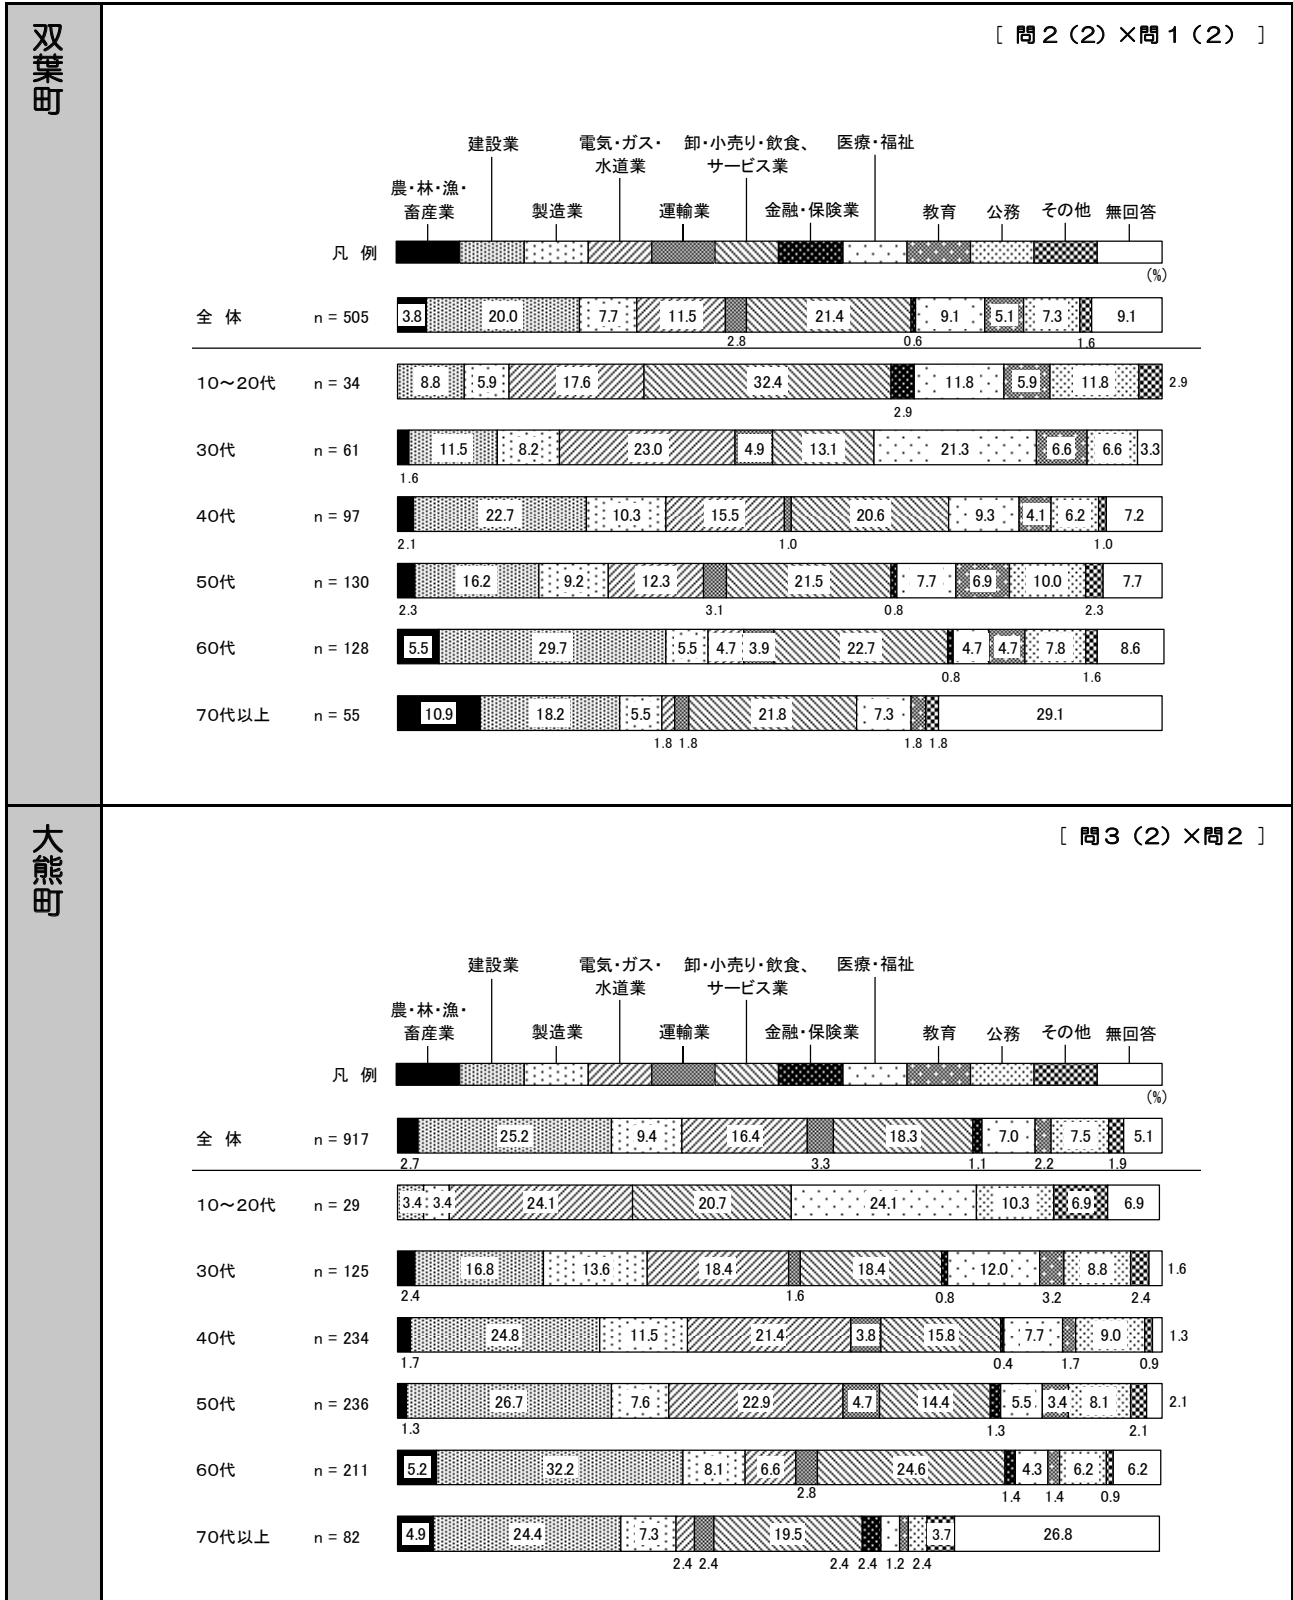 双葉町
［ 問２（２）×問１（２） ］
建設業 電気・ガス・ 卸・小売り・飲食、 医療・福祉
水道業 サービス業
農・林・漁・
畜産業 製造業 運輸業 金融・保険業 教育 公務 その他 無回答
凡 例
(%)
全 体 n = 505 3.8 20.0 7.7 11.5 21.4 9.1 5.1 7.3 9.1
2.8 0.6 1.6
10～20代 n = 34 8.8 5.9 17.6 32.4 11.8 5.9 11.8 2.9
2.9
30代 n = 61 11.5 8.2 23.0 4.9 13.1 21.3 6.6 6.6 3.3
1.6
40代 n = 97 22.7 10.3 15.5 20.6 9.3 4.1 6.2 7.2
2.1 1.0 1.0
50代 n = 130 16.2 9.2 12.3 21.5 7.7 6.9 10.0 7.7
2.3 3.1 0.8 2.3
60代 n = 128 5.5 29.7 5.5 4.7 3.9 22.7 4.7 4.7 7.8 8.6
0.8 1.6
70代以上 n = 55 10.9 18.2 5.5 21.8 7.3 29.1
1.8 1.8 1.8 1.8
大熊町
［ 問３（２）×問２ ］
建設業 電気・ガス・ 卸・小売り・飲食、 医療・福祉
水道業 サービス業
農・林・漁・
畜産業 製造業 運輸業 金融・保険業 教育 公務 その他 無回答
凡 例
(%)
全 体 n = 917 25.2 9.4 16.4 18.3 7.0 7.5 5.1
2.7 3.3 1.1 2.2 1.9
10～20代 n = 29 3.4 3.4 24.1 20.7 24.1 10.3 6.9 6.9
30代 n = 125 16.8 13.6 18.4 18.4 12.0 8.8 1.6
2.4 1.6 0.8 3.2 2.4
40代 n = 234 24.8 11.5 21.4 3.8 15.8 7.7 9.0 1.3
1.7 0.4 1.7 0.9
50代 n = 236 26.7 7.6 22.9 4.7 14.4 5.5 3.4 8.1 2.1
1.3 1.3 2.1
60代 n = 211 5.2 32.2 8.1 6.6 24.6 4.3 6.2 6.2
2.8 1.4 1.4 0.9
70代以上 n = 82 4.9 24.4 7.3 19.5 3.7 26.8
2.4 2.4 2.4 2.4 1.2 2.4